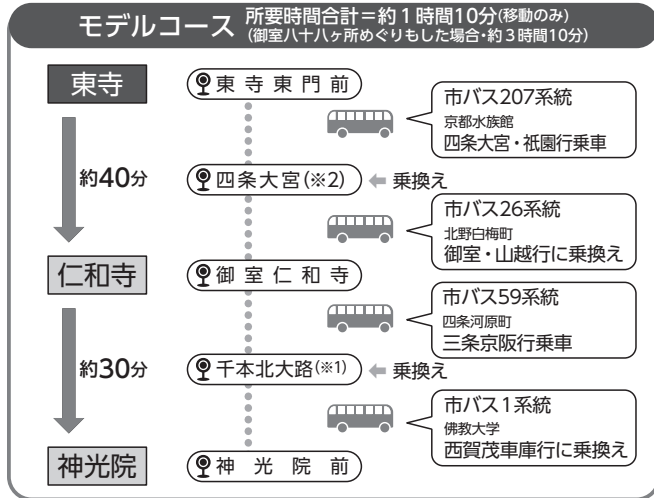 モデルコース 所要時間合計＝約1時間10分(移動のみ)
(御室八十八ヶ所めぐりもした場合・約3時間10分)
東寺
東寺東門前
市バス207系統
京都水族館
四条大宮・祇園行乗車
約40分
四条大宮(※2)
乗換え
市バス26系統
北野白梅町
御室・山越行に乗換え
仁和寺
御室仁和寺
市バス59系統
四条河原町
三条京阪行乗車
約30分
千本北大路(※1)
乗換え
市バス1系統
佛教大学
西賀茂車庫行に乗換え
神光院
神光院前